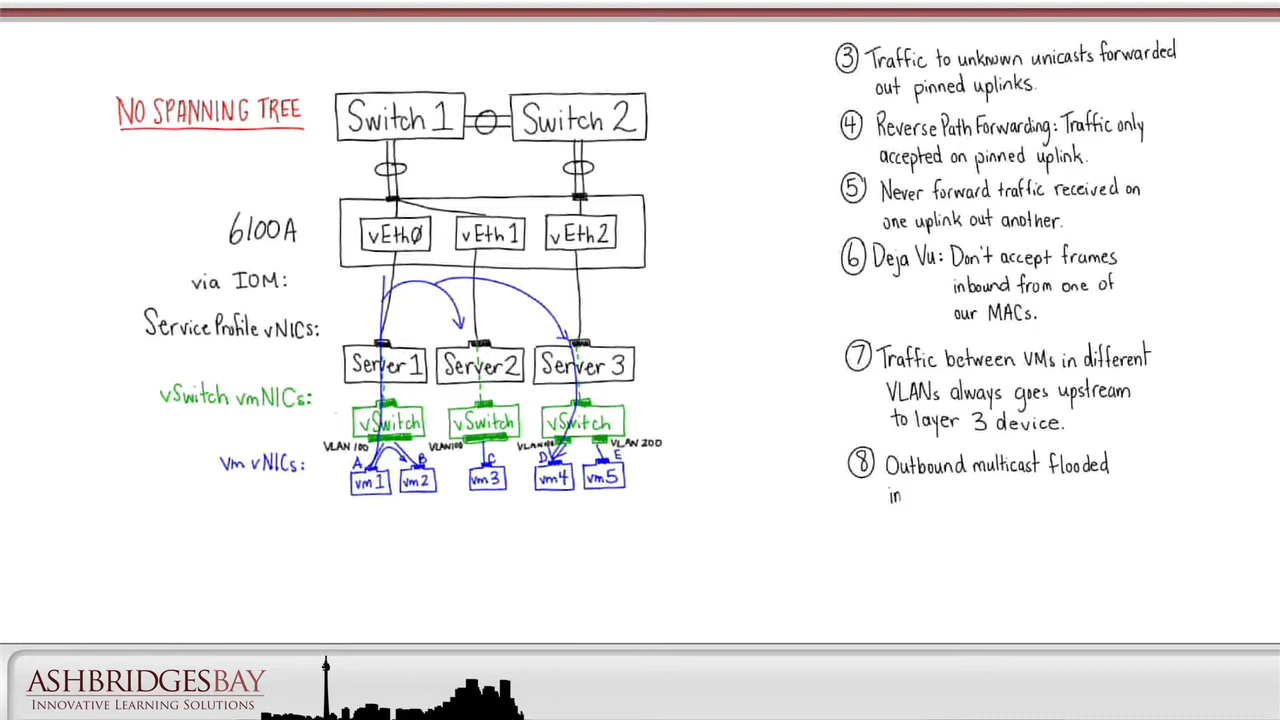 NO SPANNING TREE
Switch 1
Switch 2
6100A
vEth0
vEth1
vEth2
via IOM:
Service Profile vNICs:
Server 1
Server 2
Server 3
vSwitch vmNICs:
vSwitch
vSwitch
vSwitch
VLAN 100
VLAN 100
VLAN 100
VLAN 200
vm vNICs:
A
B
C
D
E
vm1
vm2
vm3
vm4
vm5
③ Traffic to unknown unicasts forwarded
out pinned uplinks.
④ Reverse Path Forwarding: Traffic only
accepted on pinned uplink.
⑤ Never forward traffic received on
one uplink out another.
⑥ Deja Vu: Don't accept frames
inbound from one of
our MACs.
⑦ Traffic between VMs in different
VLANs always goes upstream
to layer 3 device.
⑧ Outbound multicast flooded
in
ASHBRIDGESBAY
INNOVATIVE LEARNING SOLUTIONS